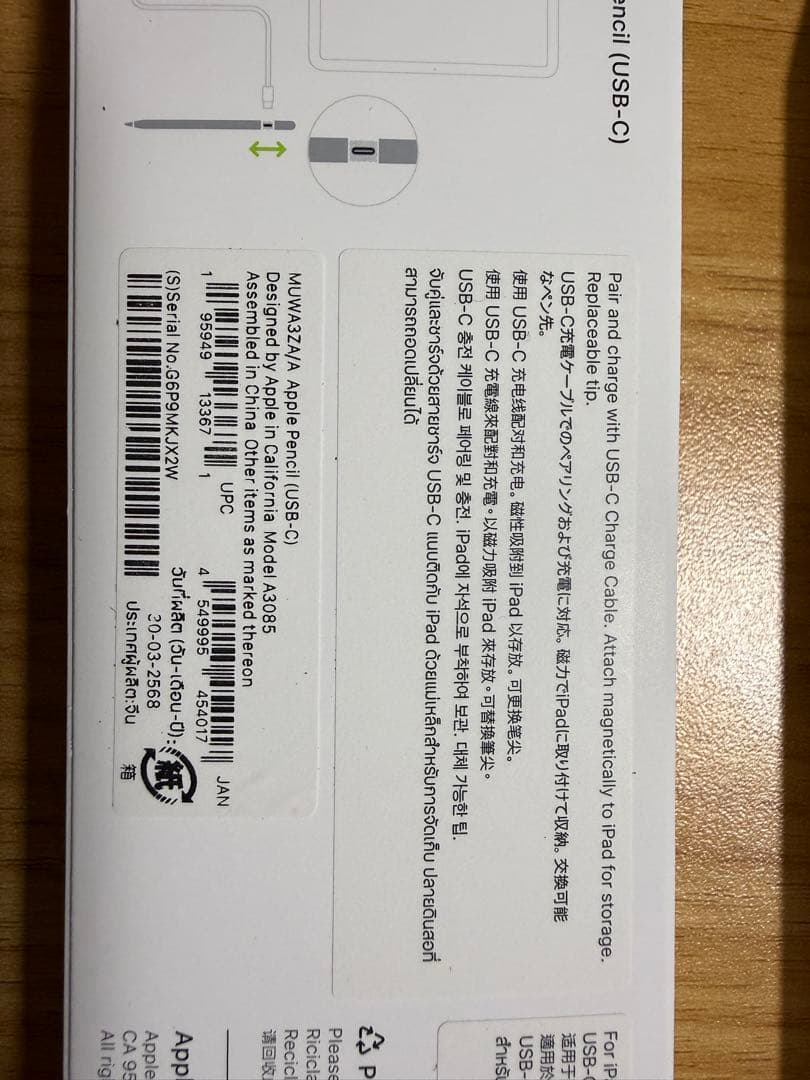 encil (USB-C)
Pair and charge with USB-C Charge Cable. Attach magnetically to iPad for storage.
Replaceable tip.
USB-C充電ケーブルでのペアリングおよび充電に対応。磁力でiPadに取り付けて収納。交換可能
なペン先。
使用 USB-C 充电线配对和充电。磁性吸附到 iPad 以存放。可更换笔尖。
使用 USB-C 充電線來配對和充電。以磁力吸附 iPad 來存放。可替換筆尖。
USB-C 충전 케이블로 페어링 및 충전. iPad에 자석으로 부착하여 보관. 대체 가능한 팁.
จับคู่และชาร์จด้วยสายชาร์จ USB-C แบบติดกับ iPad ด้วยแม่เหล็กสำหรับการจัดเก็บ ปลายดินสอที่
สามารถถอดเปลี่ยนได้
MUWA3ZA/A Apple Pencil (USB-C)
Designed by Apple in California Model A3085
Assembled in China Other items as marked thereon
1 95949 13367 1 UPC
4 549995 454017 JAN
(S)Serial No.G6P9MKJX2W
วันที่ผลิต (วัน-เดือน-ปี):
30-03-2568
ประเทศผู้ผลิต:จีน
紙
箱
For iP
USB-
适用于
適用於
USB-
สำหรับ
P
Please
Ricicla
Recicl
请回收
Appl
Apple
CA 95
All rig